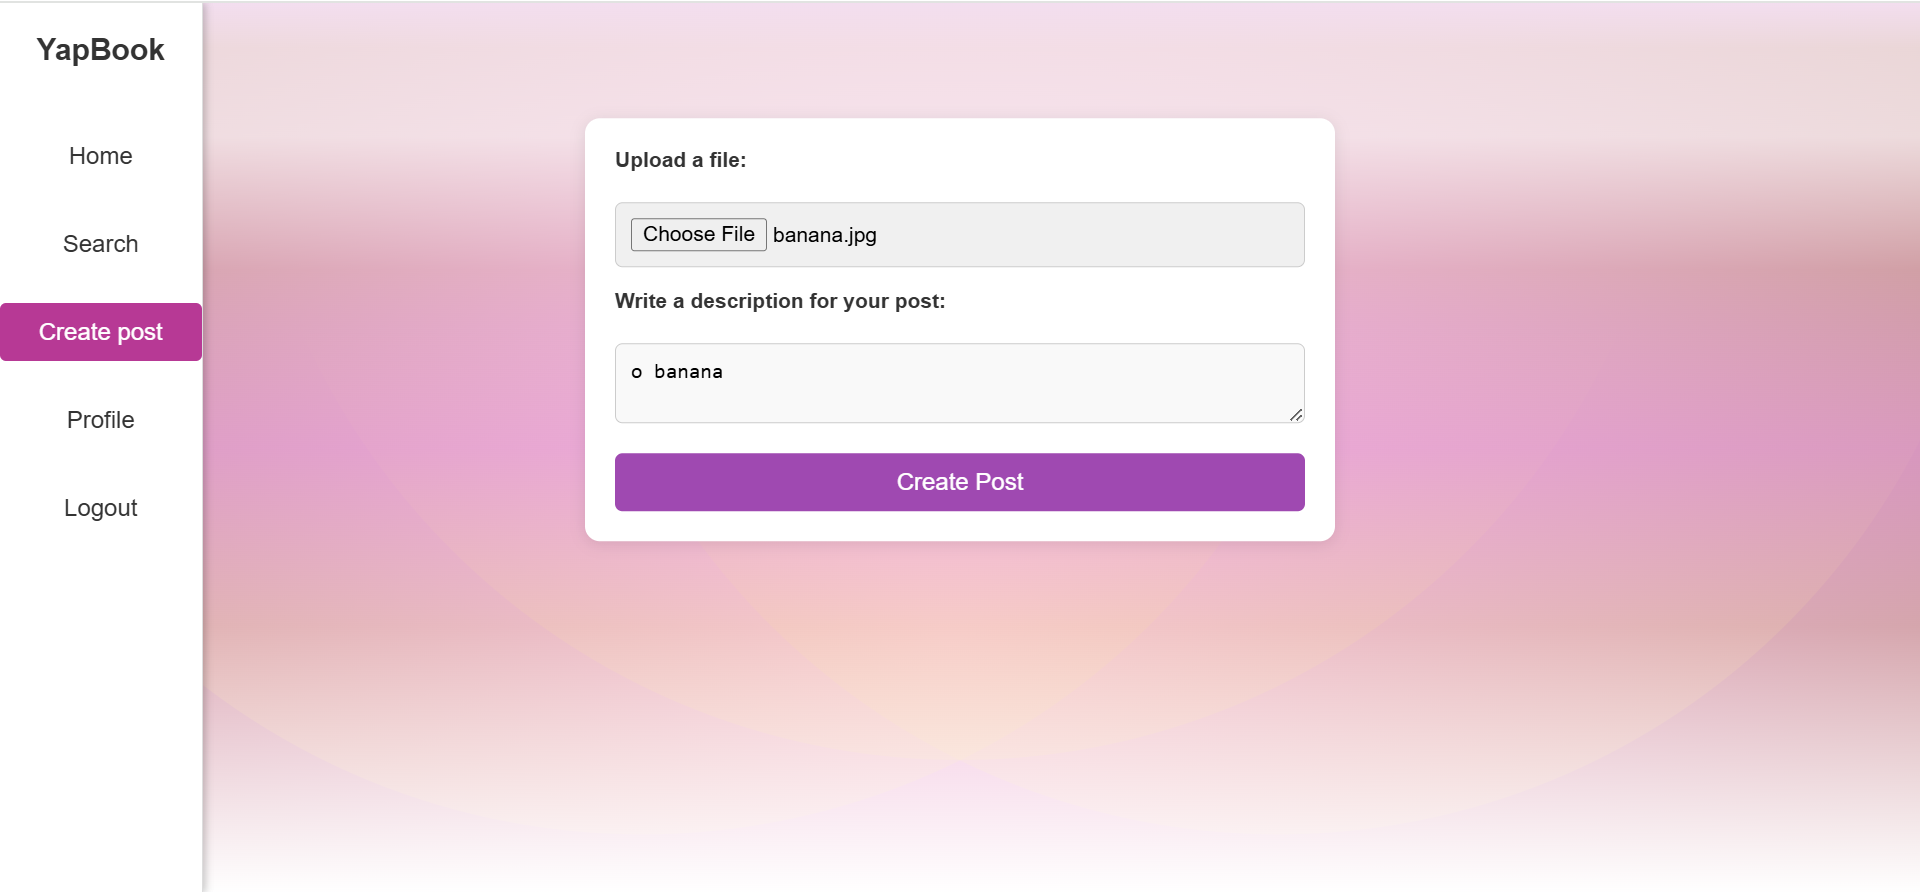 YapBook
Home
Search
Create post
Profile
Logout
Upload a file:
Choose File banana.jpg
Write a description for your post:
o banana
Create Post